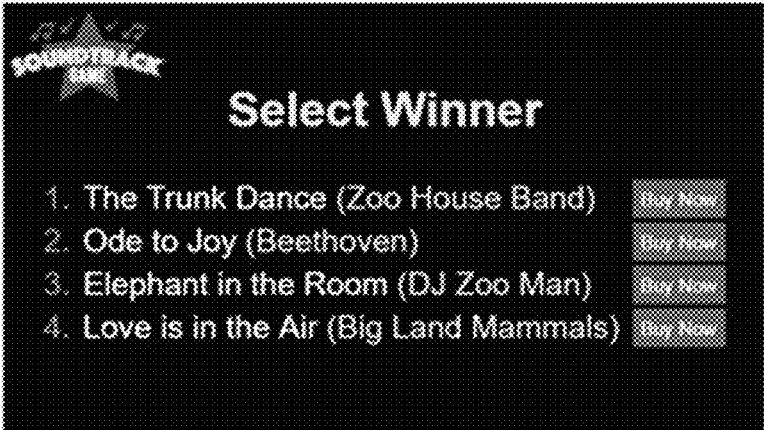 SOUNDTRACK
Select Winner
1. The Trunk Dance (Zoo House Band) Buy Now
2. Ode to Joy (Beethoven) Buy Now
3. Elephant in the Room (DJ Zoo Man) Buy Now
4. Love is in the Air (Big Land Mammals) Buy Now